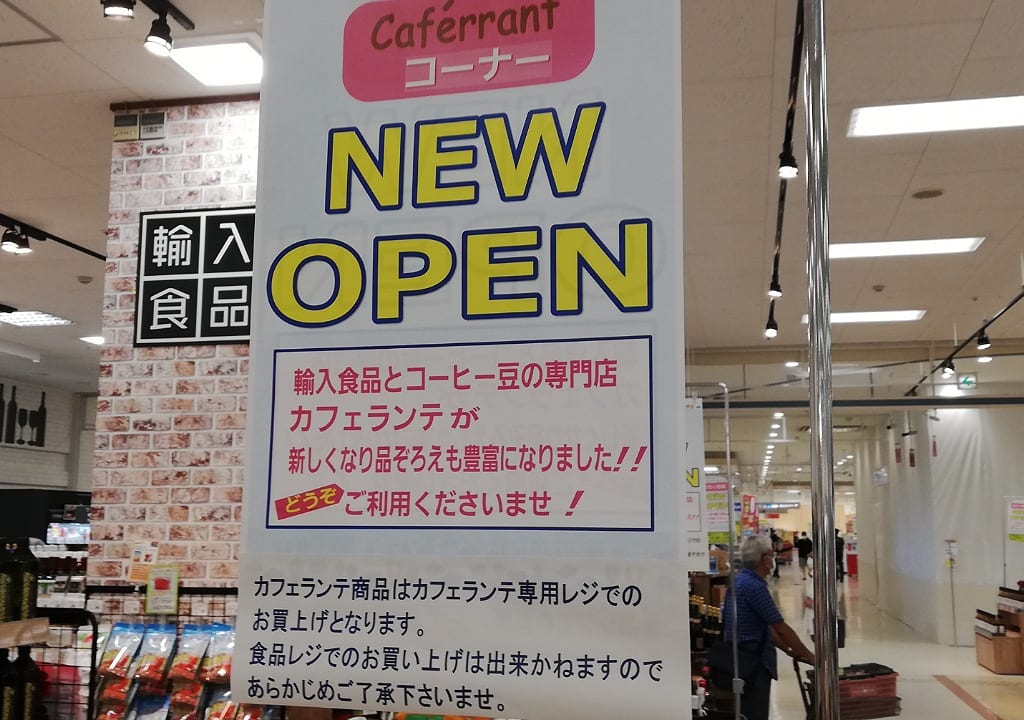 Caférrant
コーナー
NEW
OPEN
輸入食品とコーヒー豆の専門店
カフェランテ が
新しくなり品ぞろえも豊富になりました!!
どうぞ ご利用くださいませ !
カフェランテ商品はカフェランテ専用レジでの
お買上げとなります。
食品レジでのお買い上げは出来かねますので
あらかじめご了承下さいませ。
輸入
食品